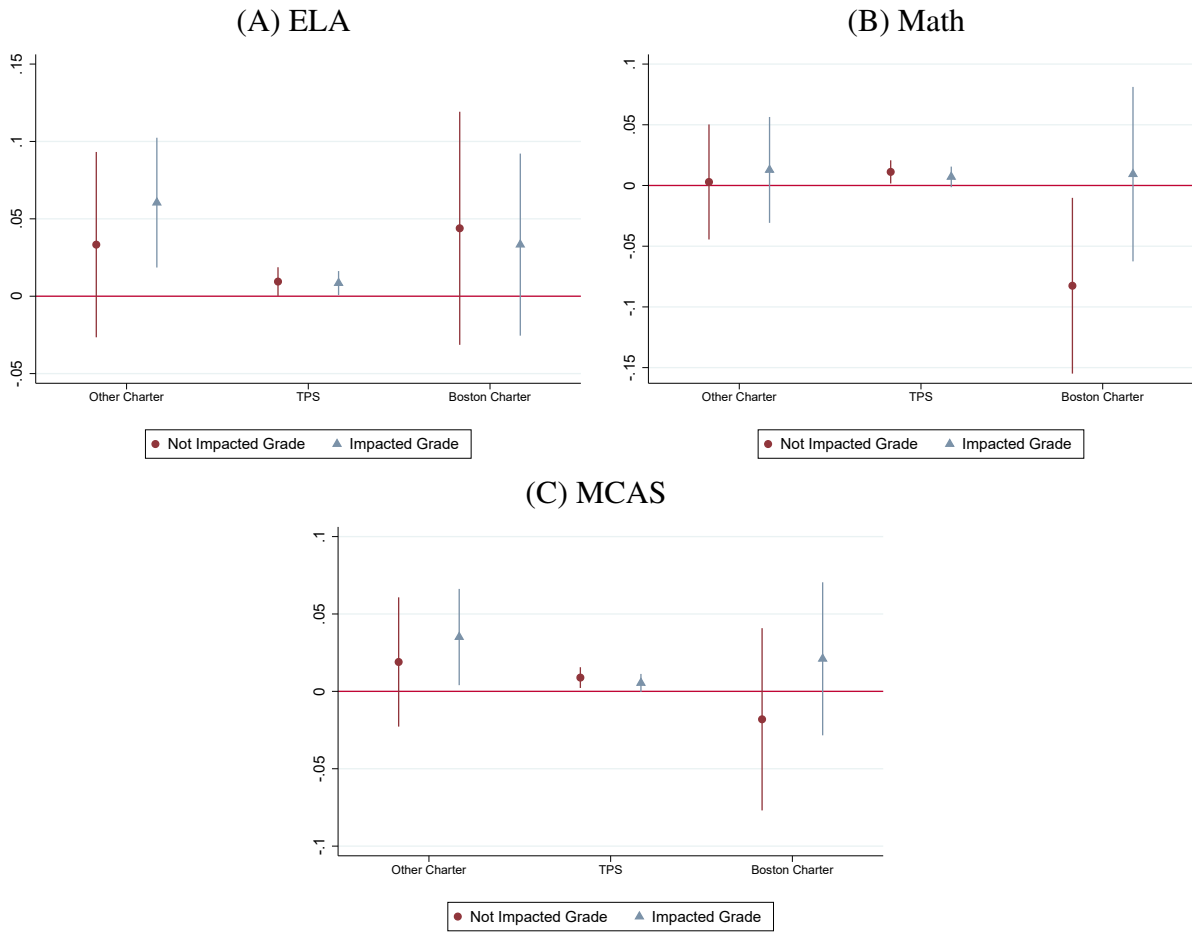 (A) ELA
.15
.1
.05
0
-.05
Other Charter TPS Boston Charter
Not Impacted Grade Impacted Grade
(B) Math
.1
.05
0
-.05
-.1
-.15
Other Charter TPS Boston Charter
Not Impacted Grade Impacted Grade
(C) MCAS
.1
.05
0
-.05
-.1
Other Charter TPS Boston Charter
Not Impacted Grade Impacted Grade